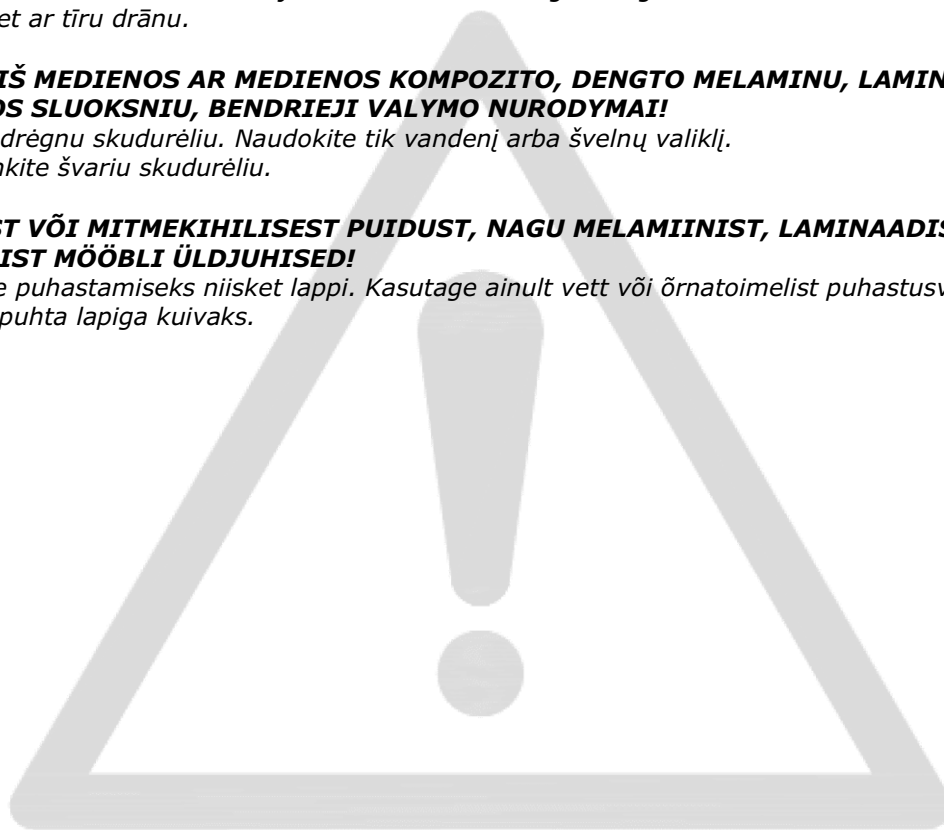 et ar tīru drānu.
IŠ MEDIENOS AR MEDIENOS KOMPOZITO, DENGTO MELAMINU, LAMIN
OS SLUOKSNIU, BENDRIEJI VALYMO NURODYMAI!
drėgnu skudurėliu. Naudokite tik vandenį arba švelnų valiklį.
nkite švariu skudurėliu.
ST VÕI MITMEKIHILISEST PUIDUST, NAGU MELAMIINIST, LAMINAADIS
IST MÖÖBLI ÜLDJUHISED!
e puhastamiseks niisket lappi. Kasutage ainult vett või õrnatoimelist puhastusv
puhta lapiga kuivaks.